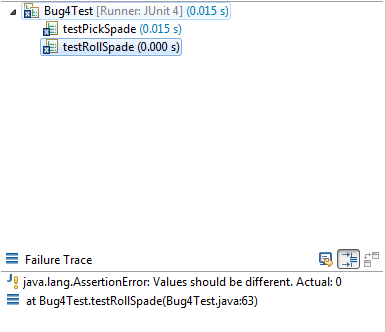 Bug4Test [Runner: JUnit 4] (0.015 s)
testPickSpade (0.015 s)
testRollSpade (0.000 s)
Failure Trace
java.lang.AssertionError: Values should be different. Actual: 0
at Bug4Test.testRollSpade(Bug4Test.java:63)